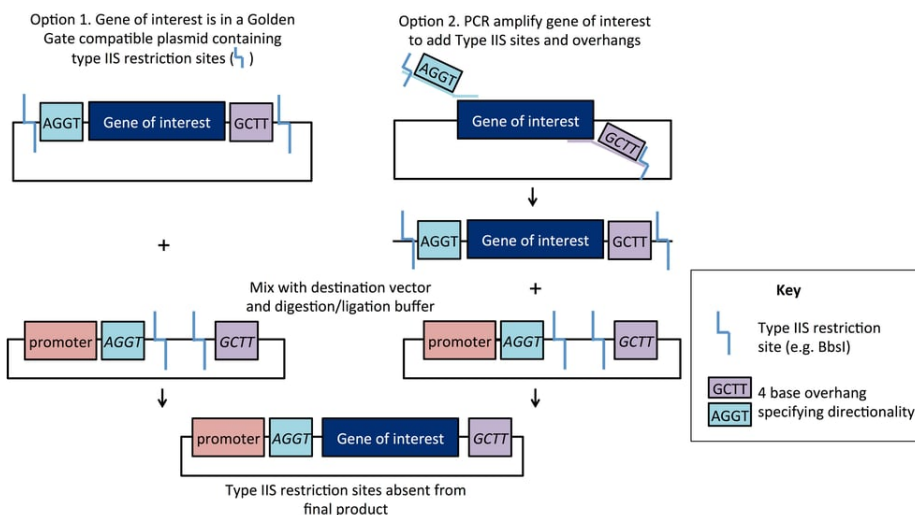 Option 1. Gene of interest is in a Golden
Gate compatible plasmid containing
type IIS restriction sites ( )
Option 2. PCR amplify gene of interest
to add Type IIS sites and overhangs
AGGT
Gene of interest
GCTT
AGGT
Gene of interest
GCTT
AGGT
Gene of interest
GCTT
+
Mix with destination vector
and digestion/ligation buffer
+
promoter
AGGT
GCTT
promoter
AGGT
GCTT
promoter
AGGT
Gene of interest
GCTT
Type IIS restriction sites absent from
final product
Key
Type IIS restriction
site (e.g. BbsI)
GCTT
AGGT
4 base overhang
specifying directionality